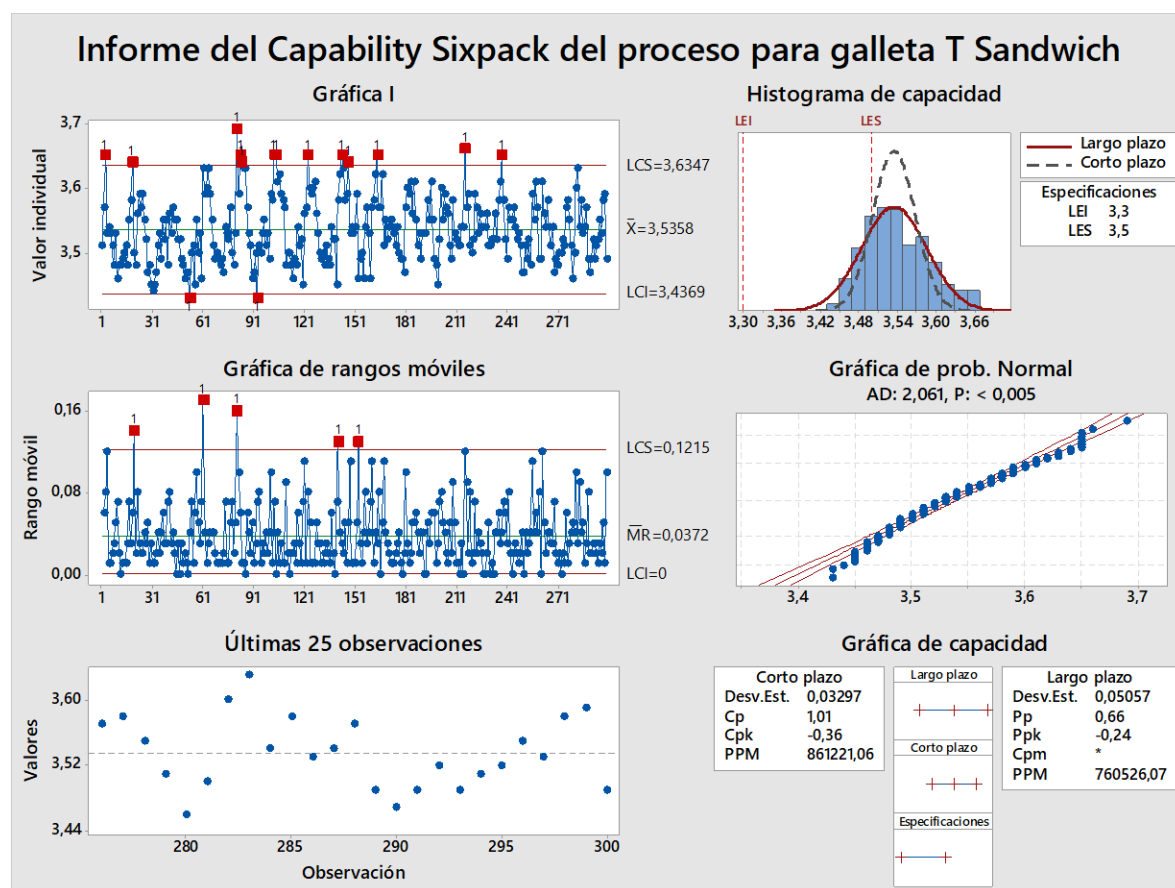 Informe del Capability Sixpack del proceso para galleta T Sandwich
Gráfica I
Valor individual
3,7
3,6
3,5
1 1 1 1 1 1 1 1 1 1 1
1 31 61 91 121 151 181 211 241 271
LCS=3,6347
X̅=3,5358
LCI=3,4369
Histograma de capacidad
LEI LES
3,30 3,36 3,42 3,48 3,54 3,60 3,66
Largo plazo
Corto plazo
Especificaciones
LEI 3,3
LES 3,5
Gráfica de rangos móviles
Rango móvil
0,16
0,08
0,00
1 1 1 1 1
1 31 61 91 121 151 181 211 241 271
LCS=0,1215
M̅R̅=0,0372
LCI=0
Gráfica de prob. Normal
AD: 2,061, P: < 0,005
3,4 3,5 3,6 3,7
Últimas 25 observaciones
Valores
3,60
3,52
3,44
280 285 290 295 300
Observación
Gráfica de capacidad
Corto plazo
Desv.Est. 0,03297
Cp 1,01
Cpk -0,36
PPM 861221,06
Largo plazo
Corto plazo
Especificaciones
Largo plazo
Desv.Est. 0,05057
Pp 0,66
Ppk -0,24
Cpm *
PPM 760526,07